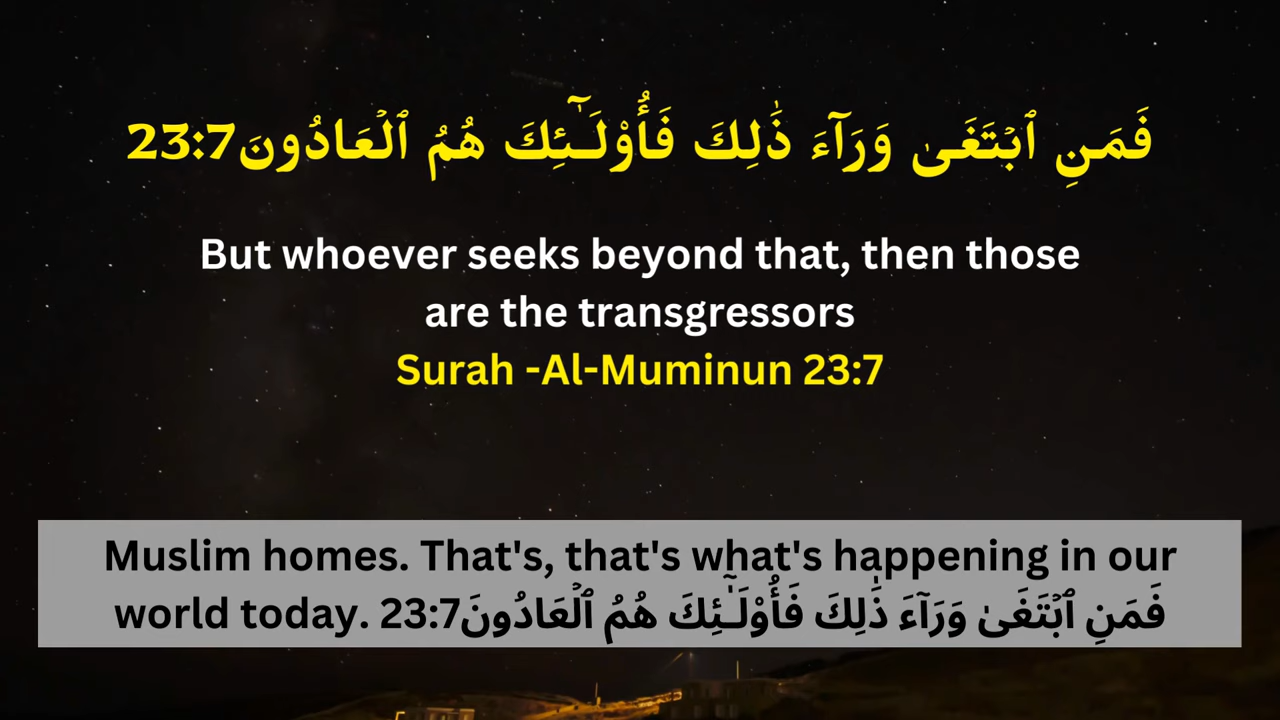 فَمَنِ ٱبْتَغَىٰ وَرَآءَ ذَٰلِكَ فَأُو۟لَـٰٓئِكَ هُمُ ٱلْعَادُونَ23:7
But whoever seeks beyond that, then those
are the transgressors
Surah -Al-Muminun 23:7
Muslim homes. That's, that's what's happening in our
world today. 23:7فَمَنِ ٱبْتَغَىٰ وَرَآءَ ذَٰلِكَ فَأُو۟لَـٰٓئِكَ هُمُ ٱلْعَادُونَ